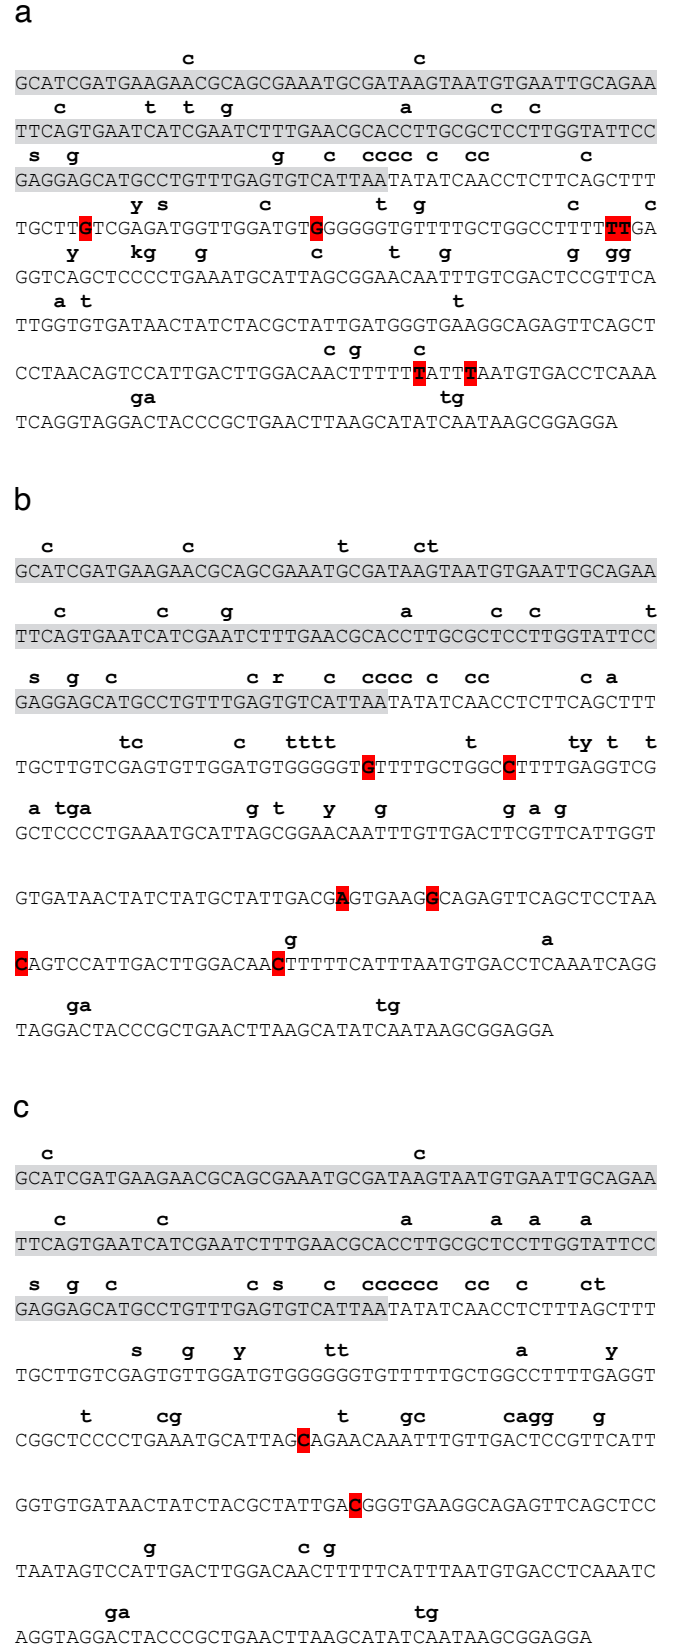 a
c c
GCATCGATGAAGAACGCAGCGAAATGCGATAAGTAATGTGAATTGCAGAA
c t t g a c c
TTCAGTGAATCATCGAATCTTTGAACGCACCTTGCGCTCCTTGGTATTCC
s g g c cccc c cc c
GAGGAGCATGCCTGTTTGAGTGTCATTAATATATCAACCTCTTCAGCTTT
y s c t g c c
TGCTTGTCGAGATGGTTGGATGTGGGGGGTGTTTTGCTGGCCTTTTTTGA
y kg g c t g g gg
GGTCAGCTCCCCTGAAATGCATTAGCGGAACAATTTGTCGACTCCGTTCA
a t t
TTGGTGTGATAACTATCTACGCTATTGATGGGTGAAGGCAGAGTTCAGCT
c g c
CCTAACAGTCCATTGACTTGGACAACTTTTTTTATTTAATGTGACCTCAAA
ga tg
TCAGGTAGGACTACCCGCTGAACTTAAGCATATCAATAAGCGGAGGA
b
c c t ct
GCATCGATGAAGAACGCAGCGAAATGCGATAAGTAATGTGAATTGCAGAA
c c g a c c t
TTCAGTGAATCATCGAATCTTTGAACGCACCTTGCGCTCCTTGGTATTCC
s g c c r c cccc c cc c a
GAGGAGCATGCCTGTTTGAGTGTCATTAATATATCAACCTCTTCAGCTTT
tc c tttt t ty t t
TGCTTGTCGAGTGTTGGATGTGGGGGTGTTTTGCTGGCCTTTTGAGGTCG
a tga g t y g g a g
GCTCCCCTGAAATGCATTAGCGGAACAATTTGTTGACTTCGTTCATTGGT
GTGATAACTATCTATGCTATTGACGAGTGAAGGCAGAGTTCAGCTCCTAA
g a
CAGTCCATTGACTTGGACAACTTTTTCATTTAATGTGACCTCAAATCAGG
ga tg
TAGGACTACCCGCTGAACTTAAGCATATCAATAAGCGGAGGA
c
c c
GCATCGATGAAGAACGCAGCGAAATGCGATAAGTAATGTGAATTGCAGAA
c c a a a a
TTCAGTGAATCATCGAATCTTTGAACGCACCTTGCGCTCCTTGGTATTCC
s g c c s c cccccc cc c ct
GAGGAGCATGCCTGTTTGAGTGTCATTAATATATCAACCTCTTTAGCTTT
s g y tt a y
TGCTTGTCGAGTGTTGGATGTGGGGGGTGTTTTTGCTGGCCTTTTGAGGT
t cg t gc cagg g
CGGCTCCCCTGAAATGCATTAGCAGAACAAATTTGTTGACTCCGTTCATT
GGTGTGATAACTATCTACGCTATTGACGGGTGAAGGCAGAGTTCAGCTCC
g c g
TAATAGTCCATTGACTTGGACAACTTTTTCATTTAATGTGACCTCAAATC
ga tg
AGGTAGGACTACCCGCTGAACTTAAGCATATCAATAAGCGGAGGA